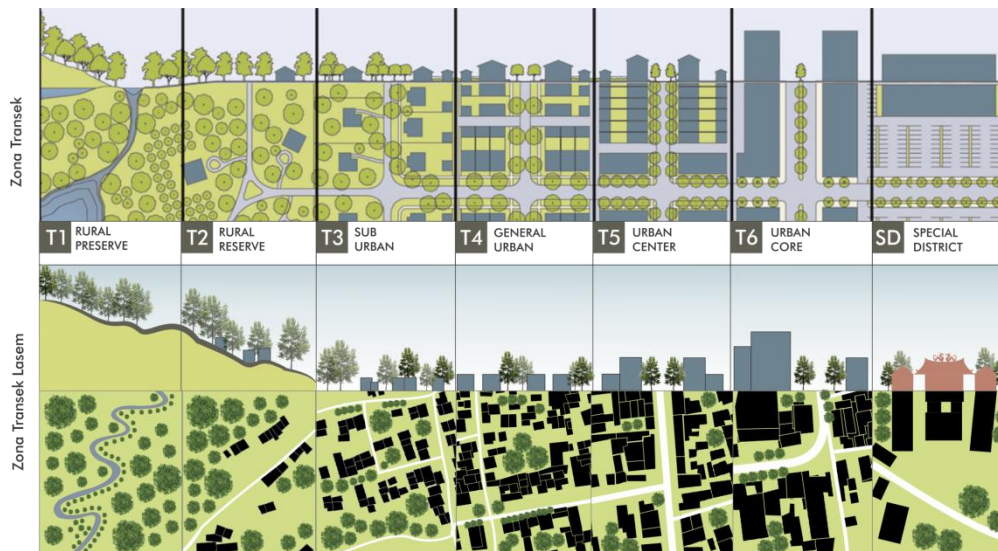 Zona Transek
T1 RURAL
PRESERVE
T2 RURAL
RESERVE
T3 SUB
URBAN
T4 GENERAL
URBAN
T5 URBAN
CENTER
T6 URBAN
CORE
SD SPECIAL
DISTRICT
Zona Transek Lasem